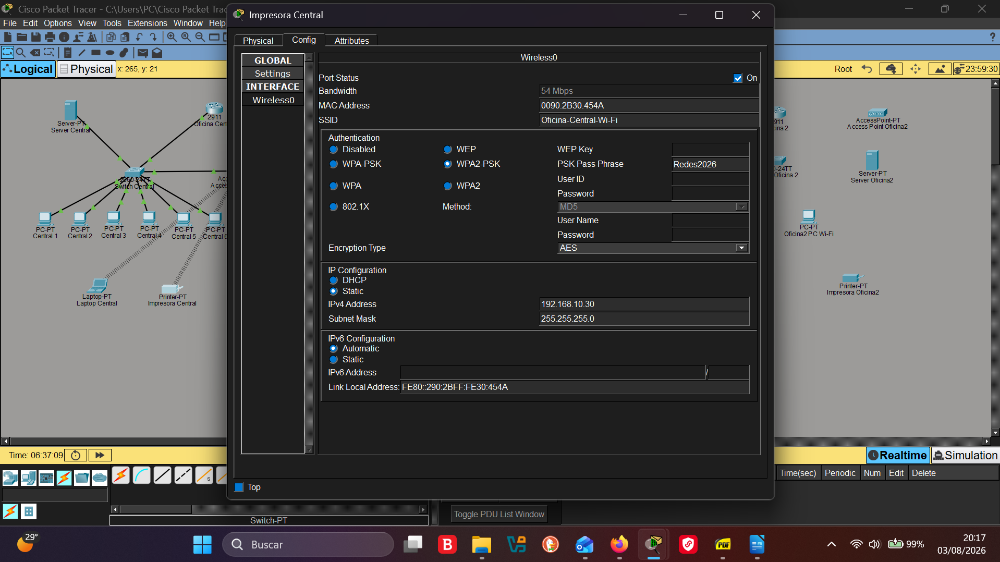 Cisco Packet Tracer - C:\Users\PC\Cisco Packet Trac
Impresora Central
File Edit Options View Tools Extensions Window Help
?
Physical Config Attributes
Logical Physical x: 265, y: 21
Root 23:59:30
GLOBAL
Settings
INTERFACE
Wireless0
Wireless0
Port Status On
Bandwidth 54 Mbps
MAC Address 0090.2B30.454A
SSID Oficina-Central-Wi-Fi
Authentication
Disabled WEP WEP Key
WPA-PSK WPA2-PSK PSK Pass Phrase Redes2026
User ID
WPA WPA2
Password
802.1X Method: MD5
User Name
Password
Encryption Type AES
IP Configuration
DHCP
Static
IPv4 Address 192.168.10.30
Subnet Mask 255.255.255.0
IPv6 Configuration
Automatic
Static
IPv6 Address /
Link Local Address: FE80::290:2BFF:FE30:454A
Top
Server-PT
Server Central
2911
Oficina Cen
2960-24TT
Switch Central
Ac
Acces
PC-PT
Central 1
PC-PT
Central 2
PC-PT
Central 3
PC-PT
Central 4
PC-PT
Central 5
PC-PT
Central 6
Laptop-PT
Laptop Central
Printer-PT
Impresora Central
911
cina 2
AccessPoint-PT
Access Point Oficina2
0-24TT
Oficina 2
Server-PT
Server Oficina2
PC-PT
Oficina2 PC Wi-Fi
Printer-PT
Impresora Oficina2
Time: 06:37:09
Realtime Simulation
Time(sec) Periodic Num Edit Delete
s
Switch-PT
Toggle PDU List Window
29°
Buscar
B
PDF
99%
20:17
03/08/2026